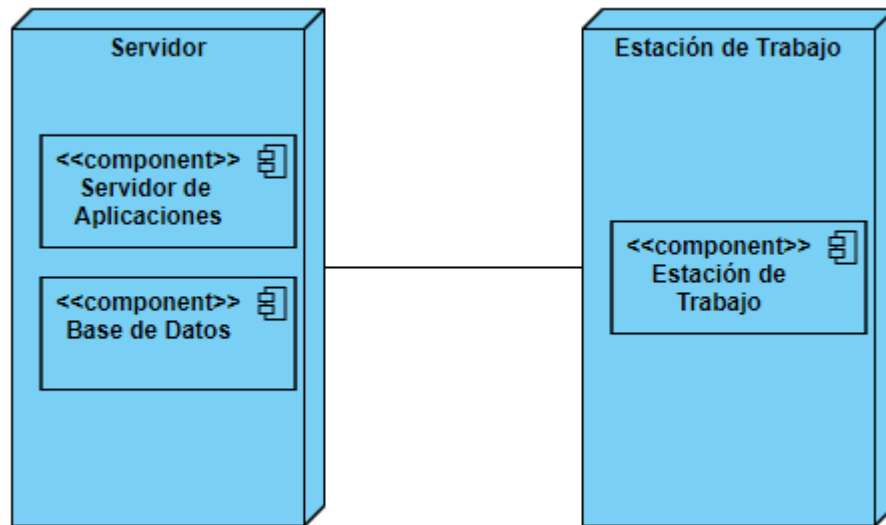 Servidor
<<component>>
Servidor de
Aplicaciones
<<component>>
Base de Datos
Estación de Trabajo
<<component>>
Estación de
Trabajo